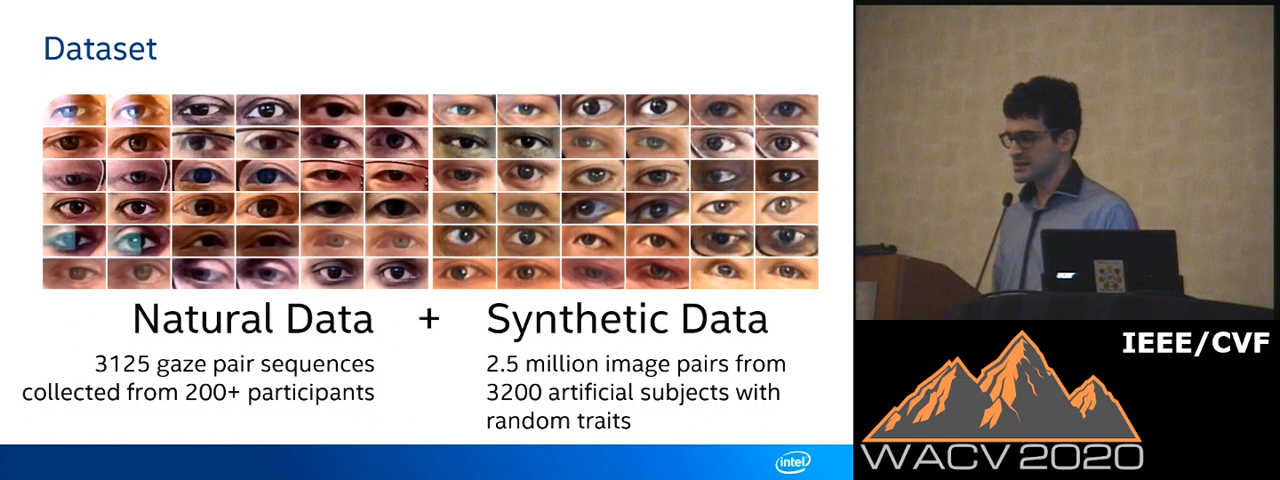 Dataset
Natural Data + Synthetic Data
3125 gaze pair sequences
collected from 200+ participants
2.5 million image pairs from
3200 artificial subjects with
random traits
intel
acer
IEEE/CVF
WACV 2020